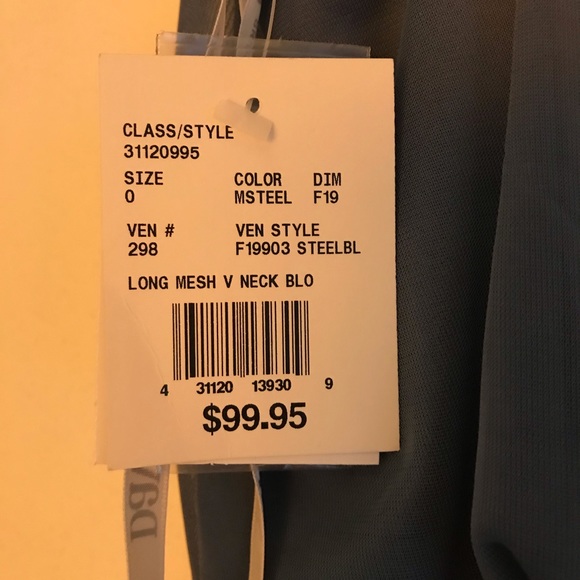 CLASS/STYLE
31120995
SIZE COLOR DIM
0 MSTEEL F19
VEN # VEN STYLE
298 F19903 STEELBL
LONG MESH V NECK BLO
4 31120 13930 9
$99.95